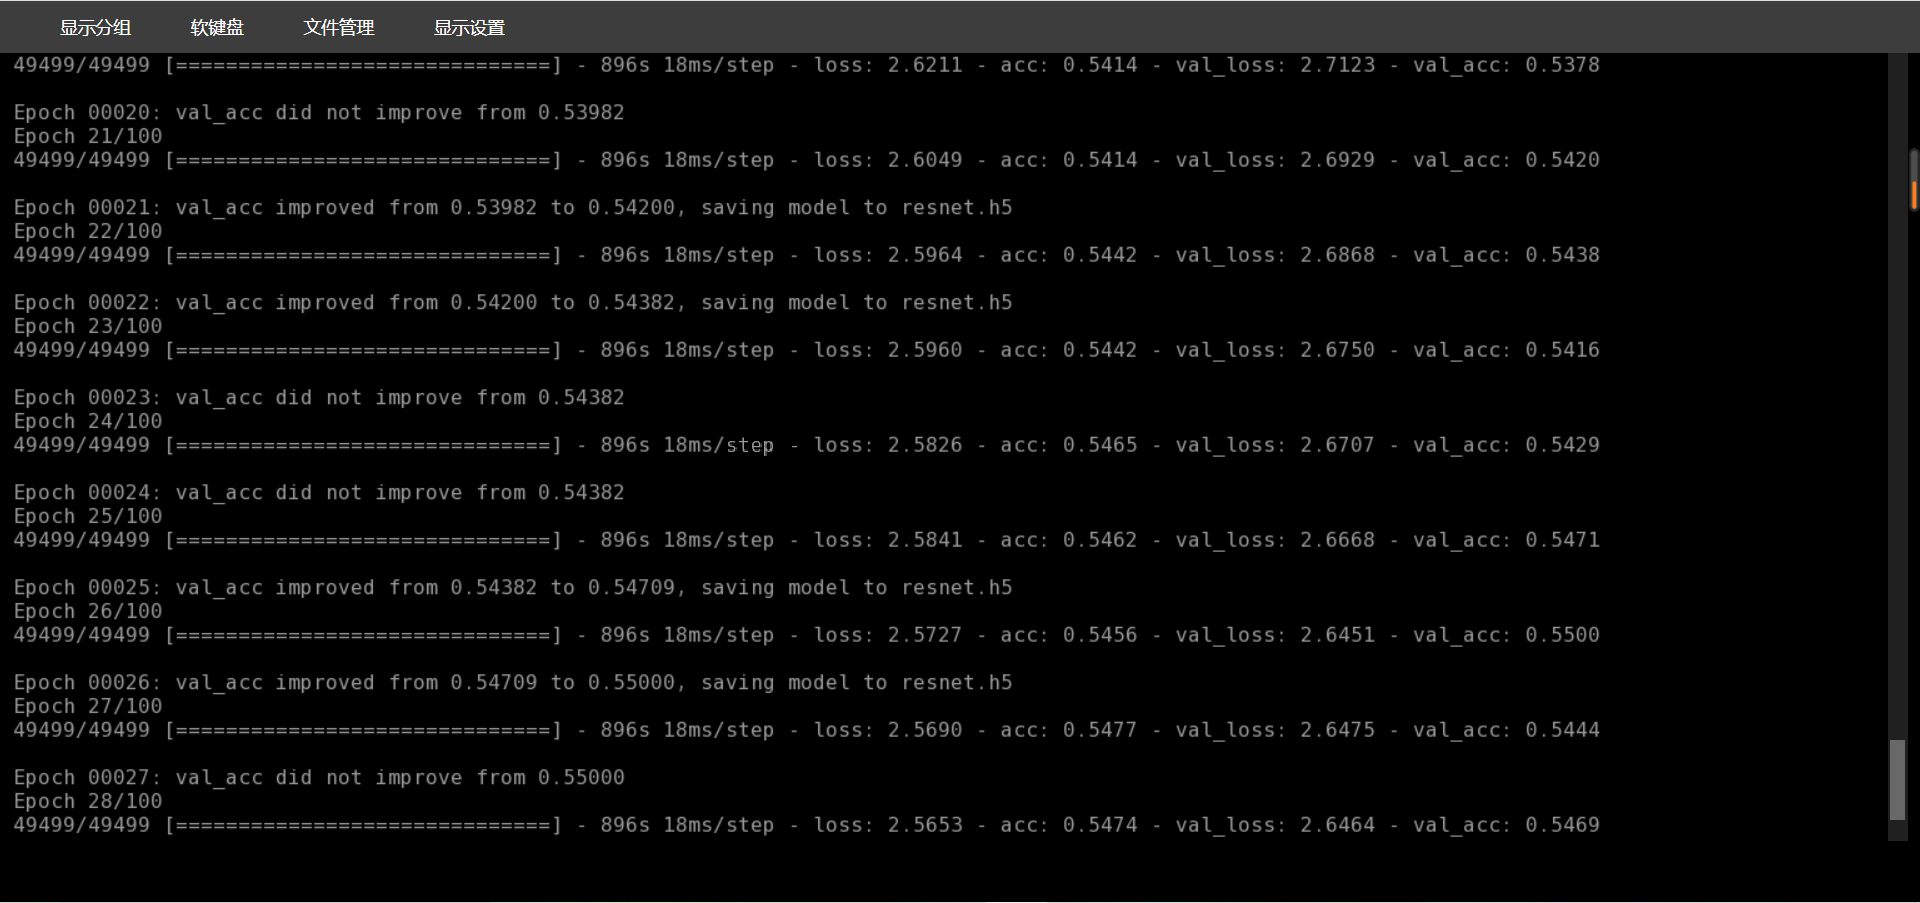 显示分组 软键盘 文件管理 显示设置
49499/49499 [==============================] - 896s 18ms/step - loss: 2.6211 - acc: 0.5414 - val_loss: 2.7123 - val_acc: 0.5378
Epoch 00020: val_acc did not improve from 0.53982
Epoch 21/100
49499/49499 [==============================] - 896s 18ms/step - loss: 2.6049 - acc: 0.5414 - val_loss: 2.6929 - val_acc: 0.5420
Epoch 00021: val_acc improved from 0.53982 to 0.54200, saving model to resnet.h5
Epoch 22/100
49499/49499 [==============================] - 896s 18ms/step - loss: 2.5964 - acc: 0.5442 - val_loss: 2.6868 - val_acc: 0.5438
Epoch 00022: val_acc improved from 0.54200 to 0.54382, saving model to resnet.h5
Epoch 23/100
49499/49499 [==============================] - 896s 18ms/step - loss: 2.5960 - acc: 0.5442 - val_loss: 2.6750 - val_acc: 0.5416
Epoch 00023: val_acc did not improve from 0.54382
Epoch 24/100
49499/49499 [==============================] - 896s 18ms/step - loss: 2.5826 - acc: 0.5465 - val_loss: 2.6707 - val_acc: 0.5429
Epoch 00024: val_acc did not improve from 0.54382
Epoch 25/100
49499/49499 [==============================] - 896s 18ms/step - loss: 2.5841 - acc: 0.5462 - val_loss: 2.6668 - val_acc: 0.5471
Epoch 00025: val_acc improved from 0.54382 to 0.54709, saving model to resnet.h5
Epoch 26/100
49499/49499 [==============================] - 896s 18ms/step - loss: 2.5727 - acc: 0.5456 - val_loss: 2.6451 - val_acc: 0.5500
Epoch 00026: val_acc improved from 0.54709 to 0.55000, saving model to resnet.h5
Epoch 27/100
49499/49499 [==============================] - 896s 18ms/step - loss: 2.5690 - acc: 0.5477 - val_loss: 2.6475 - val_acc: 0.5444
Epoch 00027: val_acc did not improve from 0.55000
Epoch 28/100
49499/49499 [==============================] - 896s 18ms/step - loss: 2.5653 - acc: 0.5474 - val_loss: 2.6464 - val_acc: 0.5469